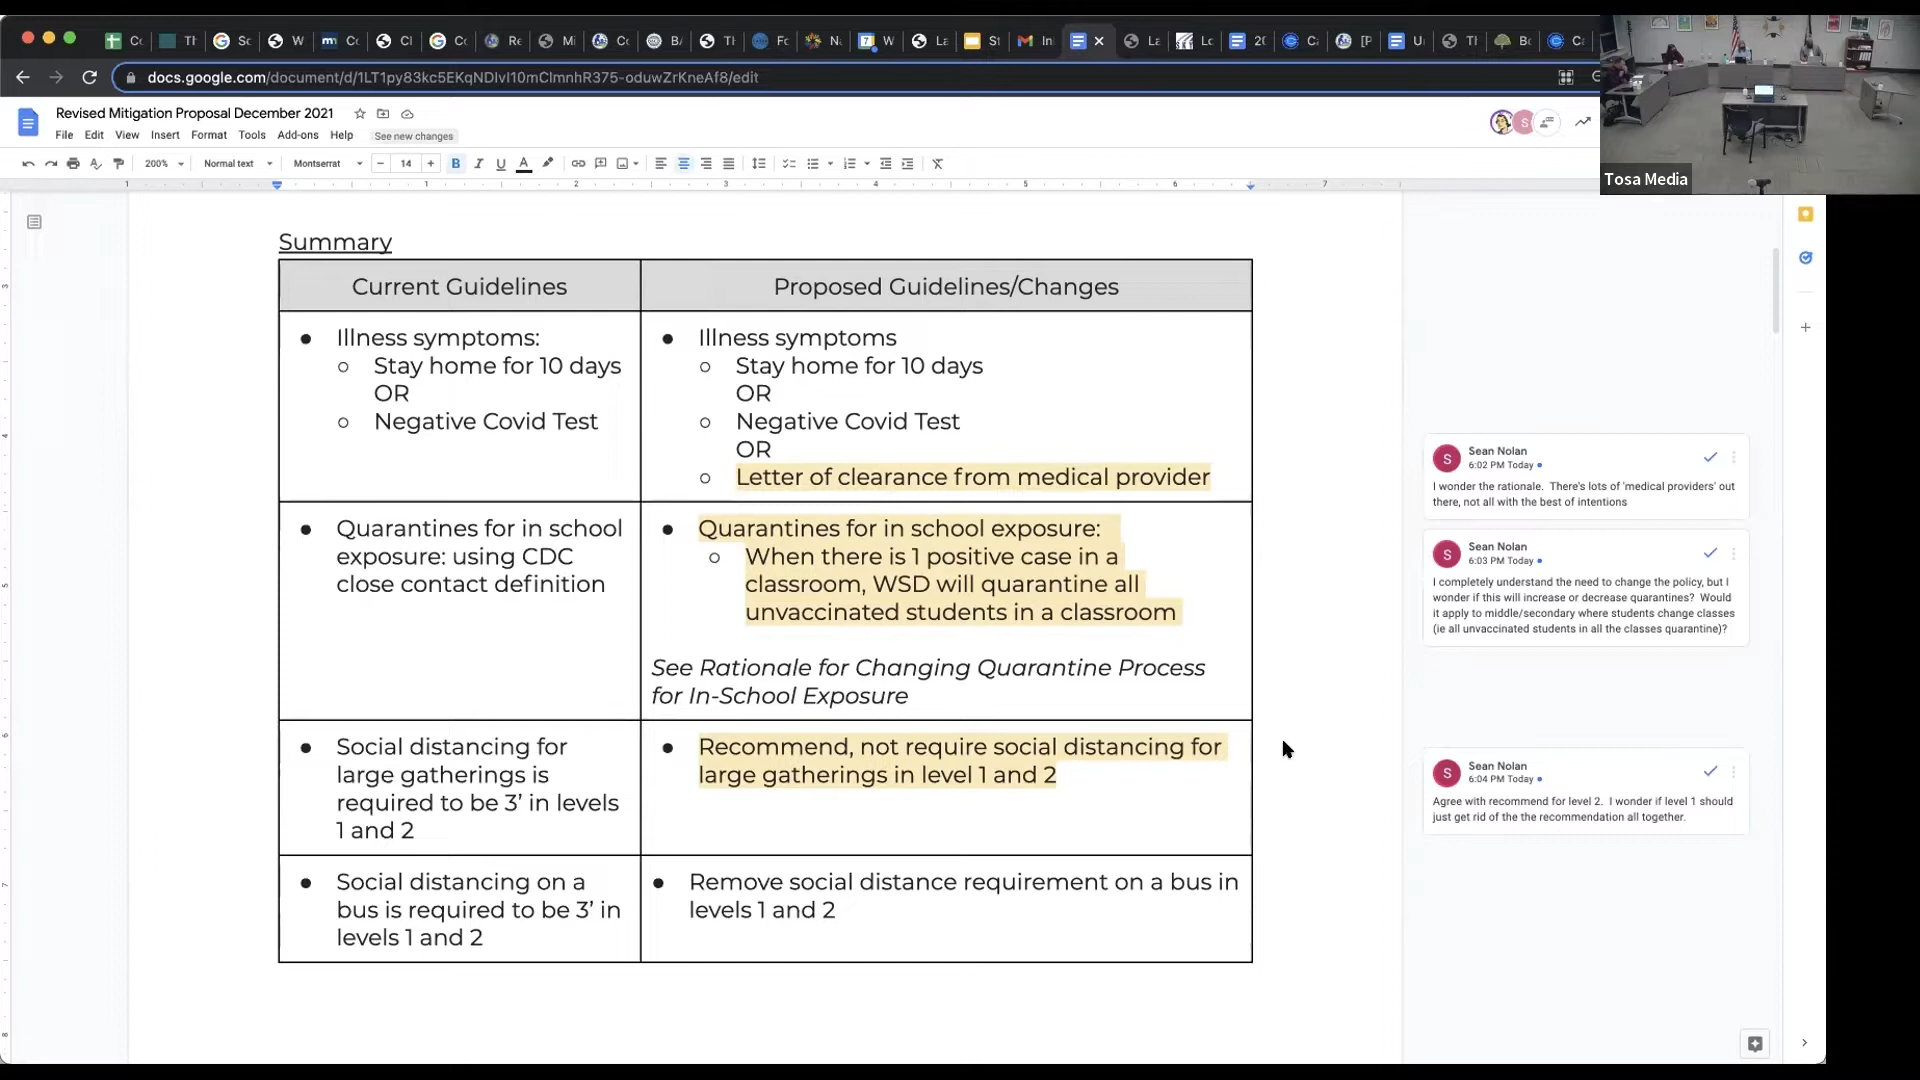 docs.google.com/document/d/1LT1py83kc5EKqNDIvI10mClmnhR375-oduwZrKneAf8/edit
Tosa Media
Revised Mitigation Proposal December 2021
File Edit View Insert Format Tools Add-ons Help See new changes
200% Normal text Montserrat 14
Summary
Current Guidelines
Proposed Guidelines/Changes
Illness symptoms:
Stay home for 10 days
OR
Negative Covid Test
Illness symptoms
Stay home for 10 days
OR
Negative Covid Test
OR
Letter of clearance from medical provider
Quarantines for in school
exposure: using CDC
close contact definition
Quarantines for in school exposure:
When there is 1 positive case in a
classroom, WSD will quarantine all
unvaccinated students in a classroom
See Rationale for Changing Quarantine Process
for In-School Exposure
Social distancing for
large gatherings is
required to be 3' in levels
1 and 2
Recommend, not require social distancing for
large gatherings in level 1 and 2
Social distancing on a
bus is required to be 3' in
levels 1 and 2
Remove social distance requirement on a bus in
levels 1 and 2
Sean Nolan
6:02 PM Today
I wonder the rationale. There's lots of 'medical providers' out
there, not all with the best of intentions
Sean Nolan
6:03 PM Today
I completely understand the need to change the policy, but I
wonder if this will increase or decrease quarantines? Would
it apply to middle/secondary where students change classes
(ie all unvaccinated students in all the classes quarantine)?
Sean Nolan
6:04 PM Today
Agree with recommend for level 2. I wonder if level 1 should
just get rid of the the recommendation all together.